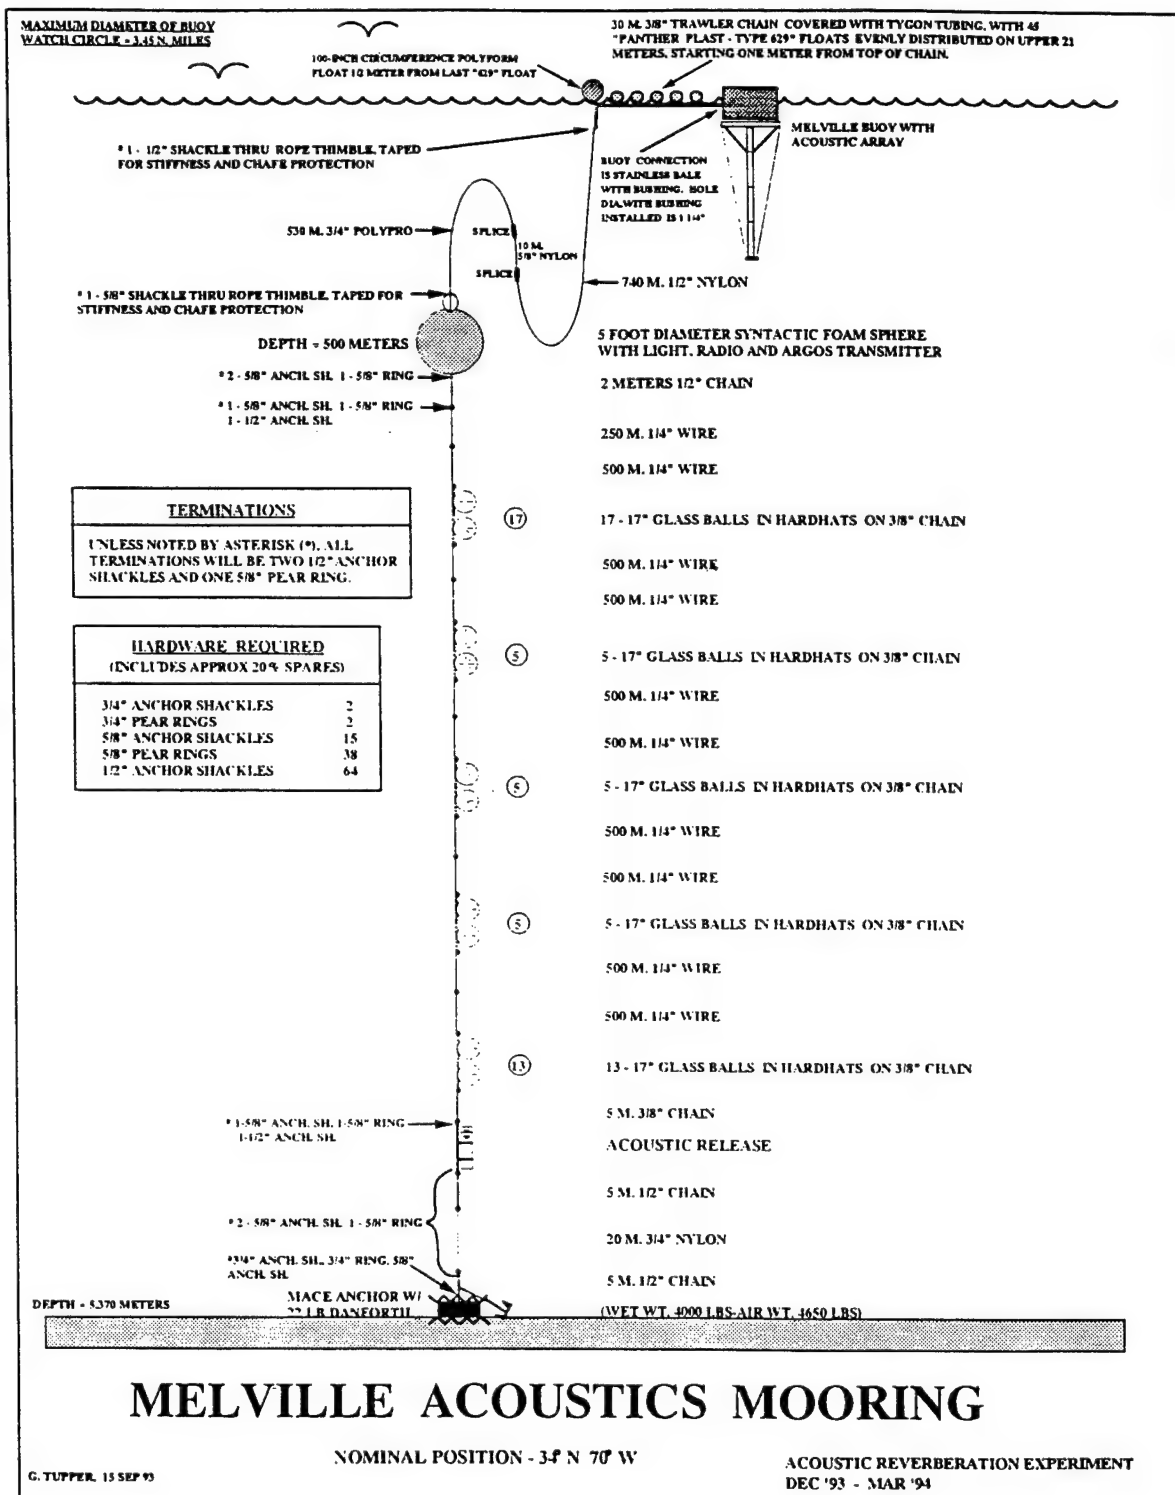 MAXIMUM DIAMETER OF BUOY
WATCH CIRCLE = 3.45 N. MILES
30 M. 3/8" TRAWLER CHAIN COVERED WITH TYGON TUBING, WITH 45
"PANTHER PLAST - TYPE 629" FLOATS EVENLY DISTRIBUTED ON UPPER 21
METERS, STARTING ONE METER FROM TOP OF CHAIN.
100-INCH CIRCUMFERENCE POLYFORM
FLOAT 1/2 METER FROM LAST "629" FLOAT
MELVILLE BUOY WITH
ACOUSTIC ARRAY
* 1 - 1/2" SHACKLE THRU ROPE THIMBLE, TAPED
FOR STIFFNESS AND CHAFE PROTECTION
BUOY CONNECTION
IS STAINLESS BALE
WITH BUSHING. HOLE
DIA. WITH BUSHING
INSTALLED IS 1 1/4"
530 M. 3/4" POLYPRO
SPLICE
10 M.
5/8" NYLON
SPLICE
740 M. 1/2" NYLON
* 1 - 5/8" SHACKLE THRU ROPE THIMBLE, TAPED FOR
STIFFNESS AND CHAFE PROTECTION
DEPTH = 500 METERS
5 FOOT DIAMETER SYNTACTIC FOAM SPHERE
WITH LIGHT, RADIO AND ARGOS TRANSMITTER
* 2 - 5/8" ANCH. SH. 1 - 5/8" RING
2 METERS 1/2" CHAIN
* 1 - 5/8" ANCH. SH. 1 - 5/8" RING
1 - 1/2" ANCH. SH.
250 M. 1/4" WIRE
500 M. 1/4" WIRE
17
17 - 17" GLASS BALLS IN HARDHATS ON 3/8" CHAIN
500 M. 1/4" WIRE
500 M. 1/4" WIRE
TERMINATIONS
UNLESS NOTED BY ASTERISK (*), ALL
TERMINATIONS WILL BE TWO 1/2" ANCHOR
SHACKLES AND ONE 5/8" PEAR RING.
5
5 - 17" GLASS BALLS IN HARDHATS ON 3/8" CHAIN
500 M. 1/4" WIRE
500 M. 1/4" WIRE
HARDWARE REQUIRED
(INCLUDES APPROX 20% SPARES)
3/4" ANCHOR SHACKLES 2
3/4" PEAR RINGS 2
5/8" ANCHOR SHACKLES 15
5/8" PEAR RINGS 38
1/2" ANCHOR SHACKLES 64
5
5 - 17" GLASS BALLS IN HARDHATS ON 3/8" CHAIN
500 M. 1/4" WIRE
500 M. 1/4" WIRE
5
5 - 17" GLASS BALLS IN HARDHATS ON 3/8" CHAIN
500 M. 1/4" WIRE
500 M. 1/4" WIRE
13
13 - 17" GLASS BALLS IN HARDHATS ON 3/8" CHAIN
5 M. 3/8" CHAIN
* 1-5/8" ANCH. SH. 1-5/8" RING
1-1/2" ANCH. SH.
ACOUSTIC RELEASE
5 M. 1/2" CHAIN
* 2 - 5/8" ANCH. SH. 1 - 5/8" RING
20 M. 3/4" NYLON
*3/4" ANCH. SH., 3/4" RING, 5/8"
ANCH. SH.
5 M. 1/2" CHAIN
MACE ANCHOR W/
22 LB DANFORTH
(WET WT. 4000 LBS-AIR WT. 4650 LBS)
DEPTH = 5370 METERS
MELVILLE ACOUSTICS MOORING
NOMINAL POSITION - 34° N 70° W
G. TUPPER, 15 SEP 93
ACOUSTIC REVERBERATION EXPERIMENT
DEC '93 - MAR '94